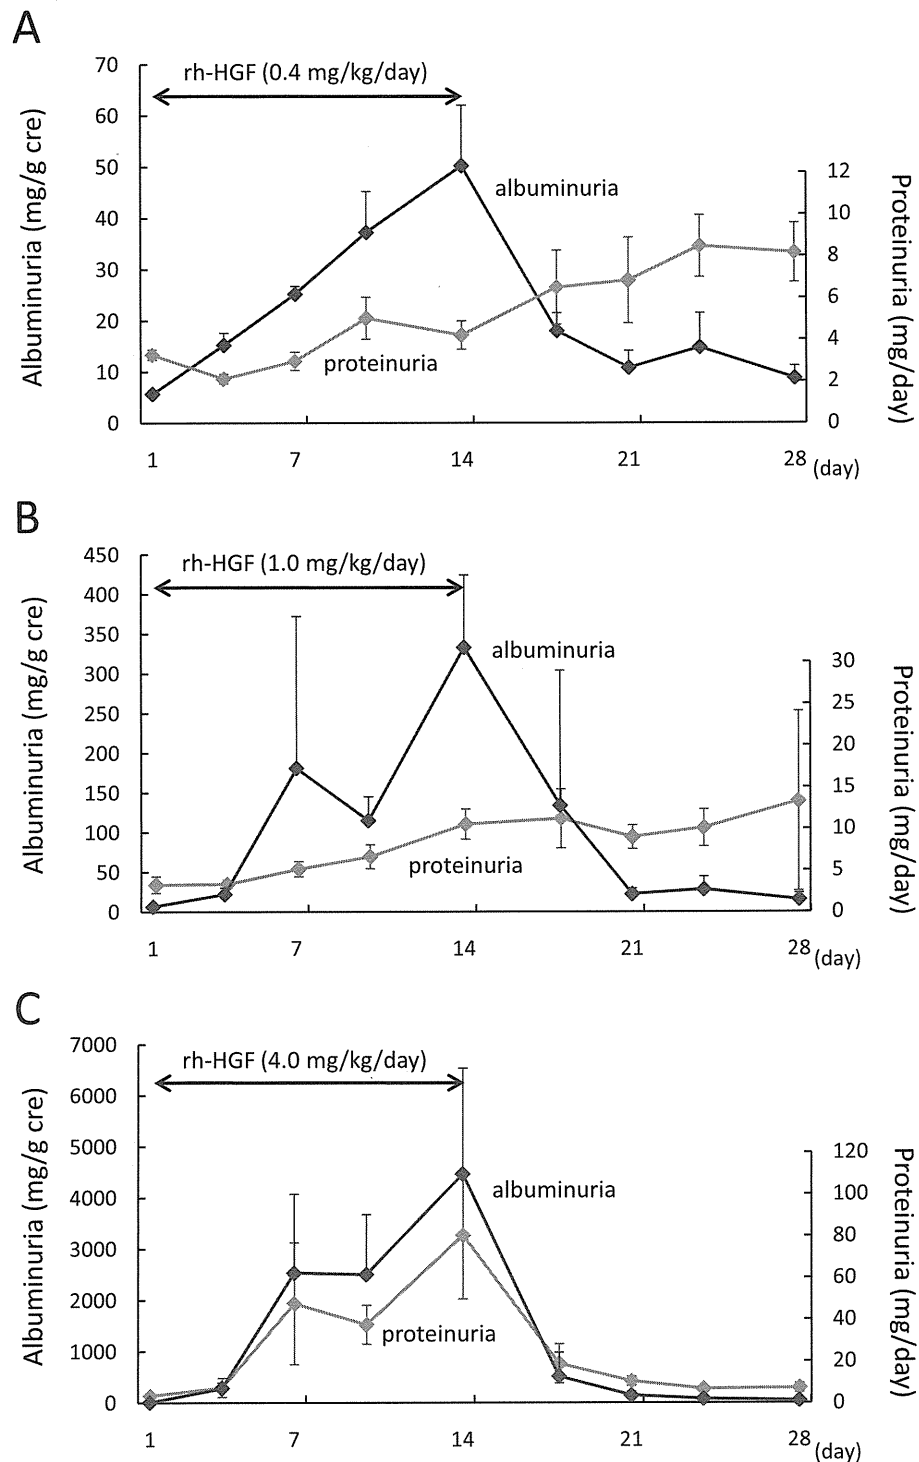 A
rh-HGF (0.4 mg/kg/day)
Albuminuria (mg/g cre)
70
60
50
40
30
20
10
0
albuminuria
proteinuria
12
10
8
6
4
2
0
Proteinuria (mg/day)
1 7 14 21 28 (day)
B
rh-HGF (1.0 mg/kg/day)
Albuminuria (mg/g cre)
450
400
350
300
250
200
150
100
50
0
albuminuria
proteinuria
30
25
20
15
10
5
0
Proteinuria (mg/day)
1 7 14 21 28 (day)
C
rh-HGF (4.0 mg/kg/day)
Albuminuria (mg/g cre)
7000
6000
5000
4000
3000
2000
1000
0
albuminuria
proteinuria
120
100
80
60
40
20
0
Proteinuria (mg/day)
1 7 14 21 28 (day)